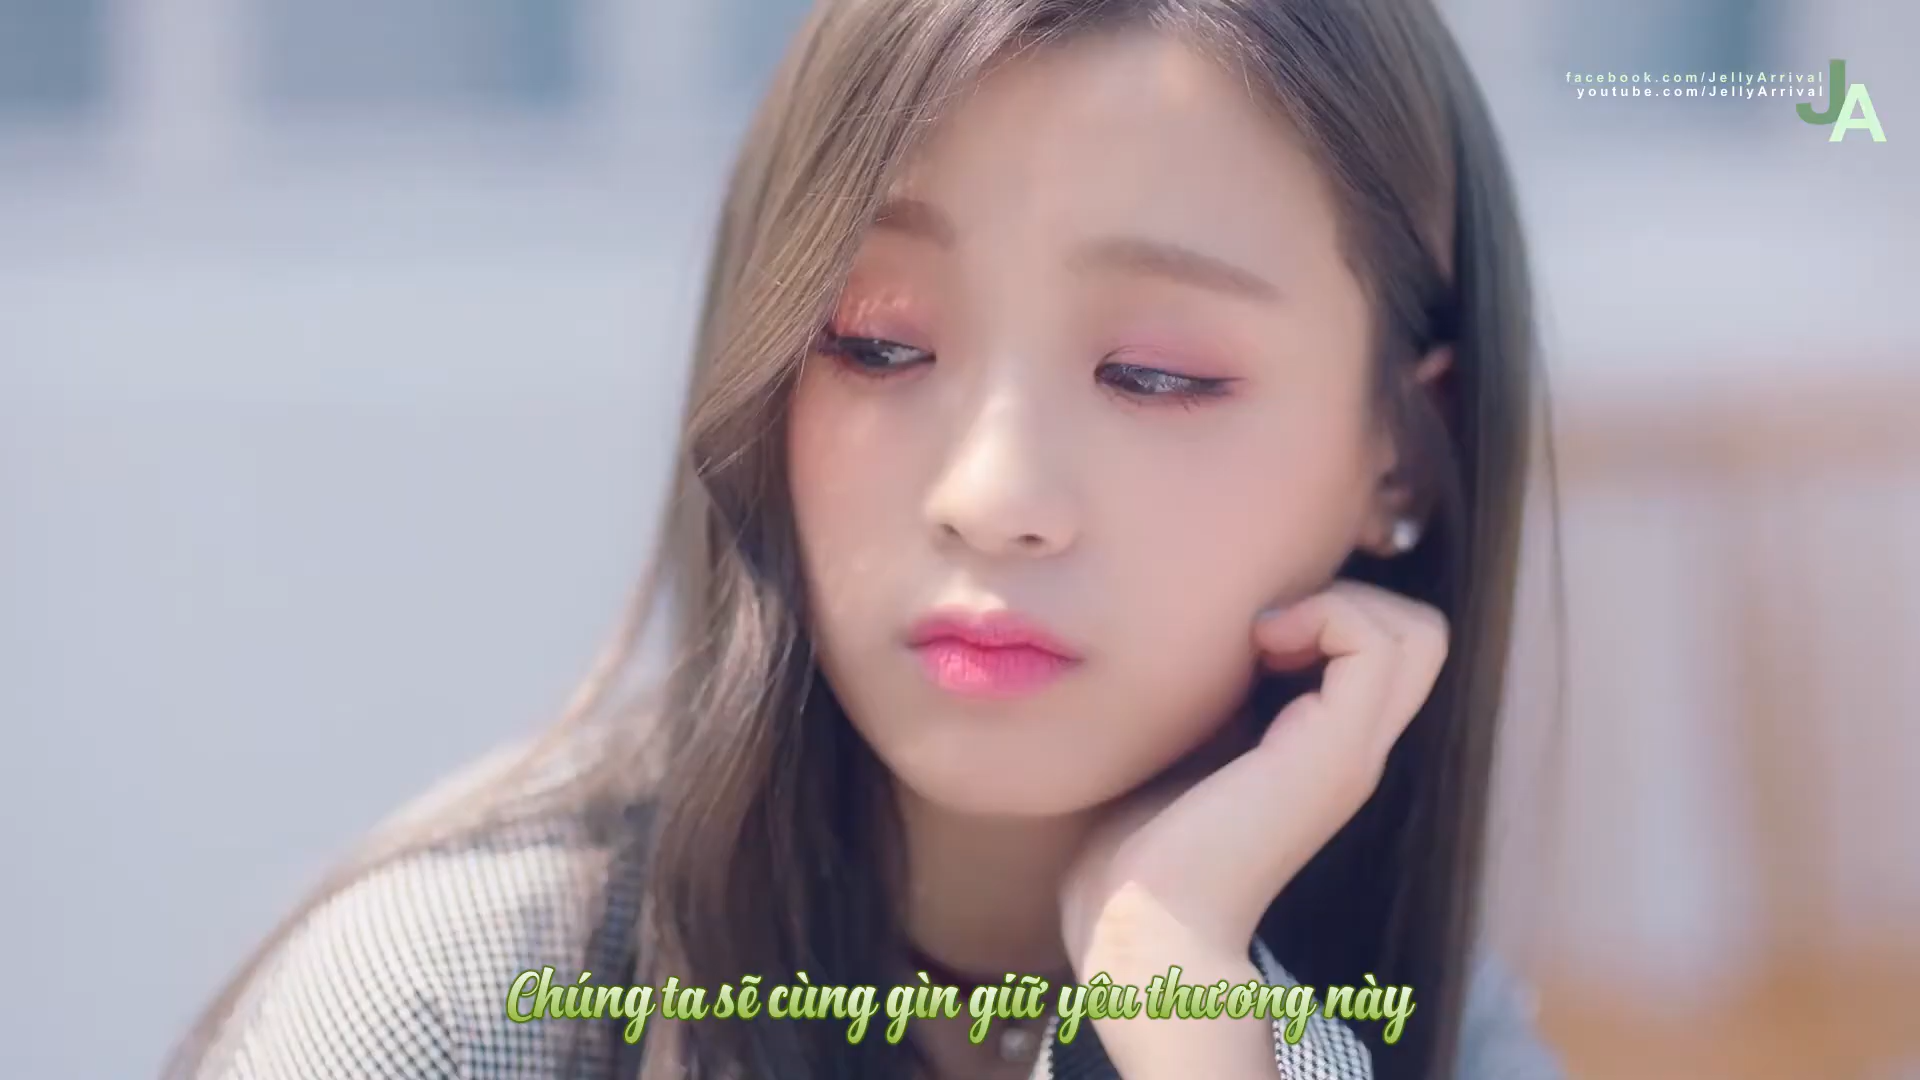 facebook.com/JellyArrival
youtube.com/JellyArrival
JA
Chúng ta sẽ cùng gìn giữ yêu thương này